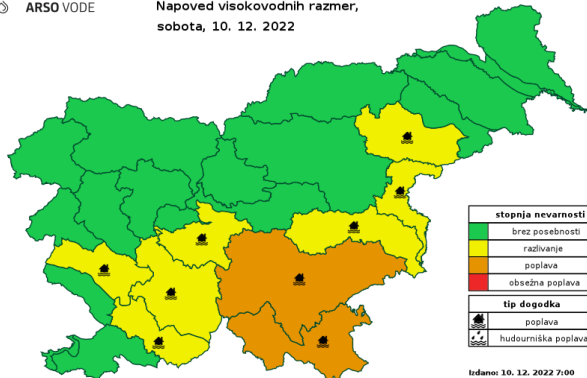 ARSO VODE
Napoved visokovodnih razmer,
sobota, 10. 12. 2022
stopnja nevarnosti
brez posebnosti
razlivanje
poplava
obsežna poplava
tip dogodka
poplava
hudourniška poplava
Izdano: 10. 12. 2022 7:00